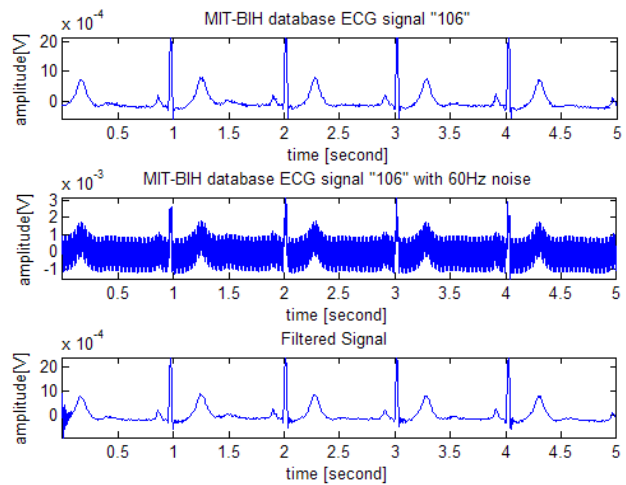 MIT-BIH database ECG signal "106"
x 10^-4
20
10
0
amplitude[V]
0.5 1 1.5 2 2.5 3 3.5 4 4.5 5
time [second]
MIT-BIH database ECG signal "106" with 60Hz noise
x 10^-3
3
2
1
0
-1
amplitude[V]
0.5 1 1.5 2 2.5 3 3.5 4 4.5 5
time [second]
Filtered Signal
x 10^-4
20
10
0
amplitude[V]
0.5 1 1.5 2 2.5 3 3.5 4 4.5 5
time [second]